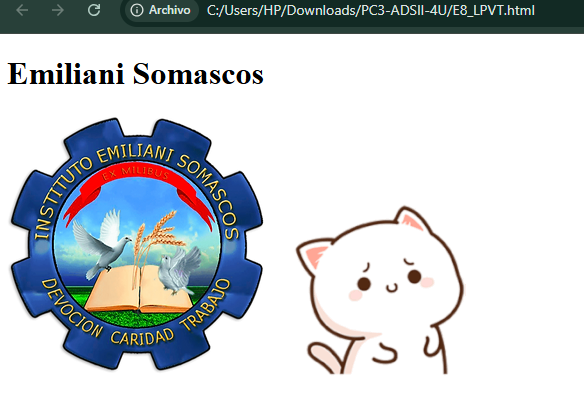 Archivo C:/Users/HP/Downloads/PC3-ADSII-4U/E8_LPVT.html
Emiliani Somascos
INSTITUTO EMILIANI SOMASCOS
EX MILIBUS
DEVOCION CARIDAD TRABAJO